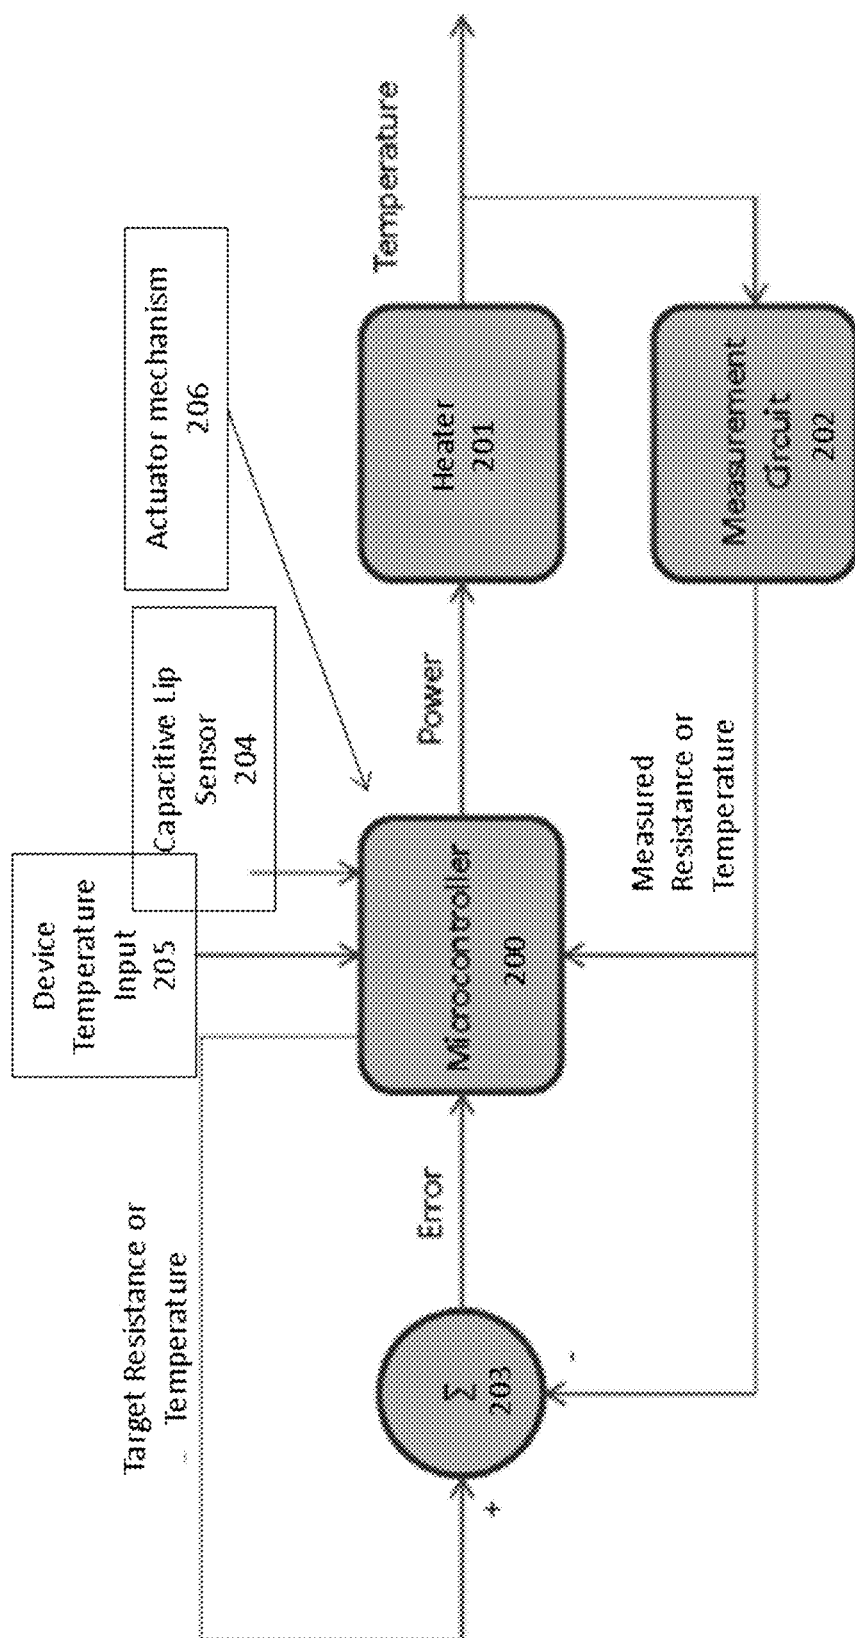 Target Resistance or
Temperature
Device
Temperature
Input
205
Capacitive Lip
Sensor
204
Actuator mechanism
206
+
Σ
203
-
Error
Microcontroller
200
Power
Heater
201
Temperature
Measured
Resistance or
Temperature
Measurement
Circuit
202